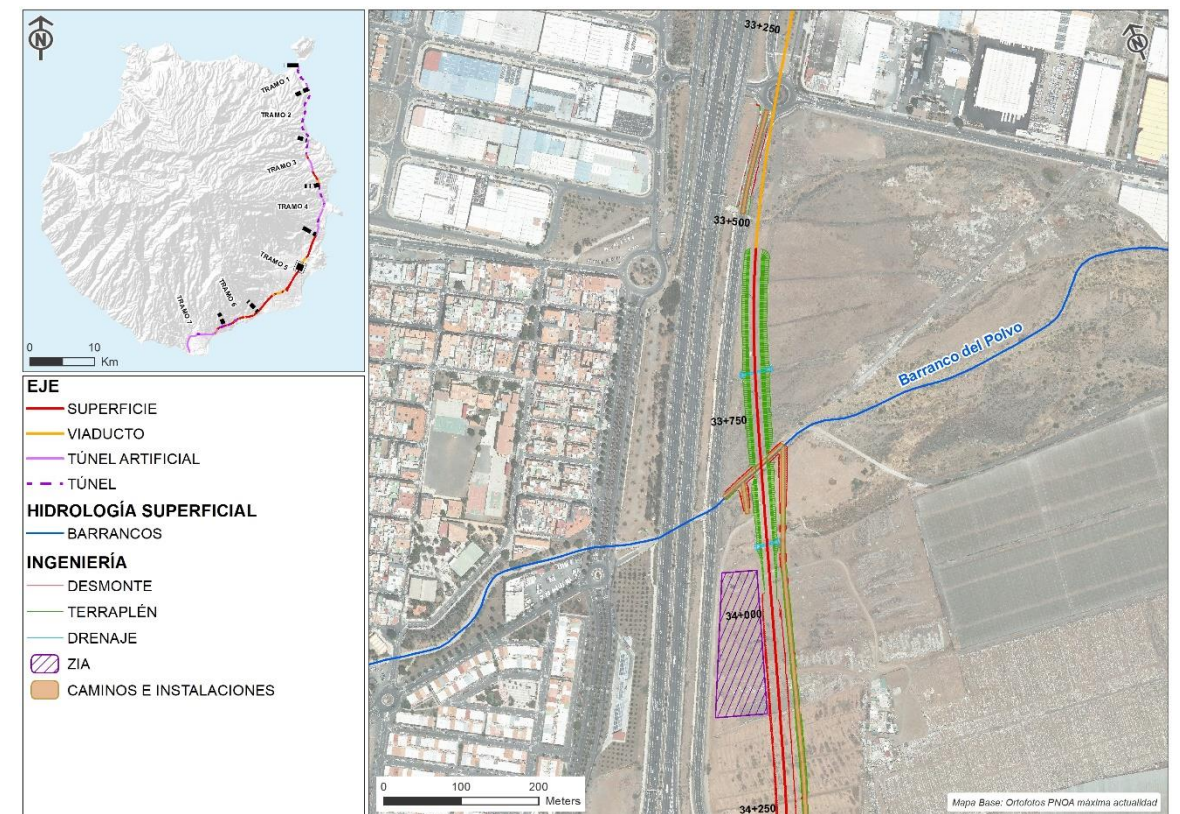 N
TRAMO 1
TRAMO 2
TRAMO 3
TRAMO 4
TRAMO 5
TRAMO 6
TRAMO 7
0 10
Km
EJE
SUPERFICIE
VIADUCTO
TÚNEL ARTIFICIAL
TÚNEL
HIDROLOGÍA SUPERFICIAL
BARRANCOS
INGENIERÍA
DESMONTE
TERRAPLÉN
DRENAJE
ZIA
CAMINOS E INSTALACIONES
33+250
N
33+500
Barranco del Polvo
33+750
34+000
34+250
0 100 200
Meters
Mapa Base: Ortofotos PNOA máxima actualidad